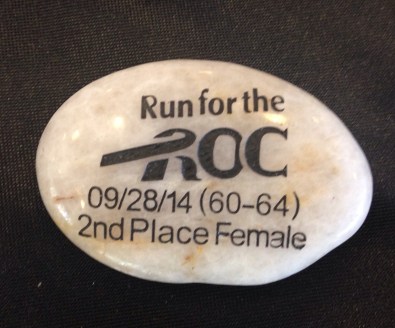 Run for the
ROC
09/28/14 (60-64)
2nd Place Female